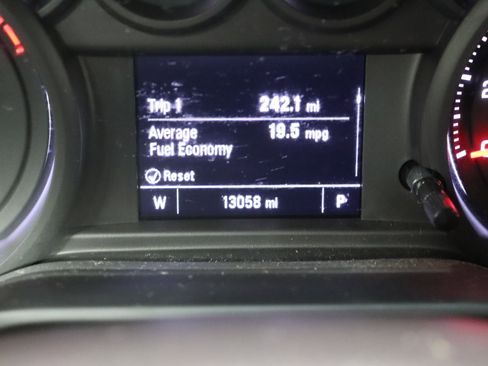 Trip 1 242.1 mi
Average 19.5 mpg
Fuel Economy
Reset
W 13058 mi P